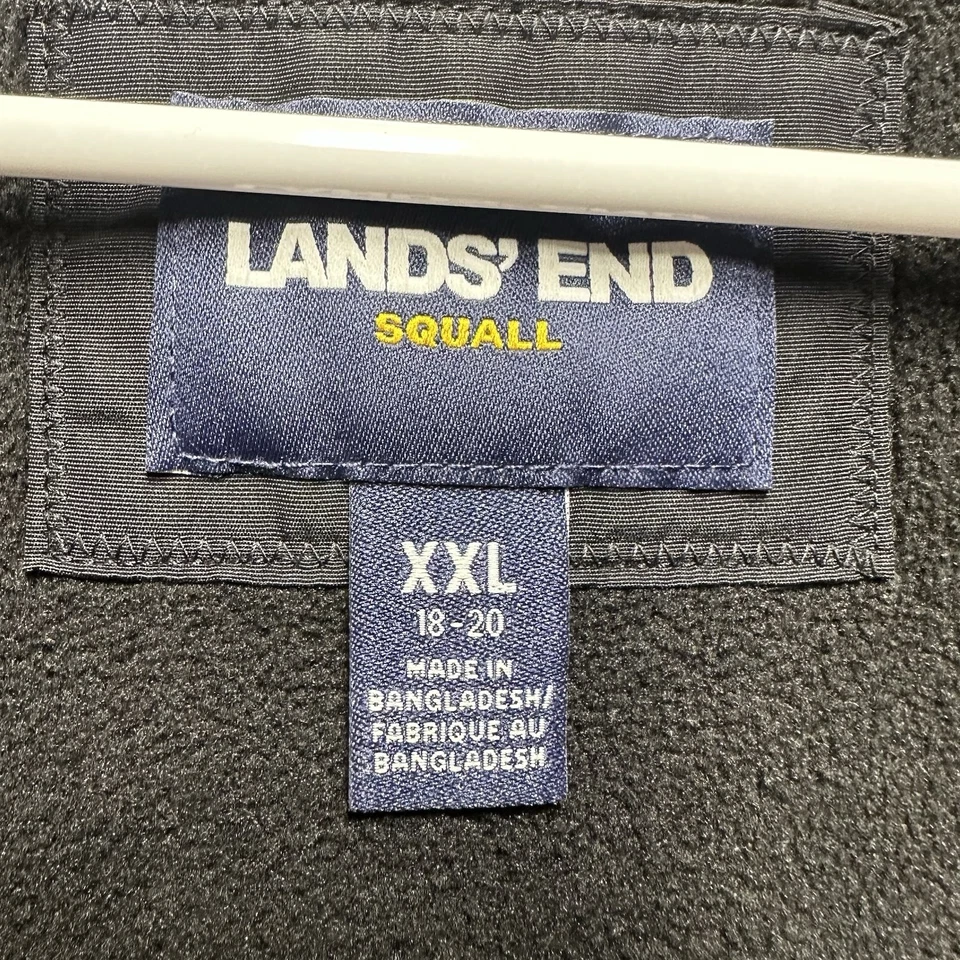 LANDS' END
SQUALL
XXL
18-20
MADE IN
BANGLADESH/
FABRIQUE AU
BANGLADESH